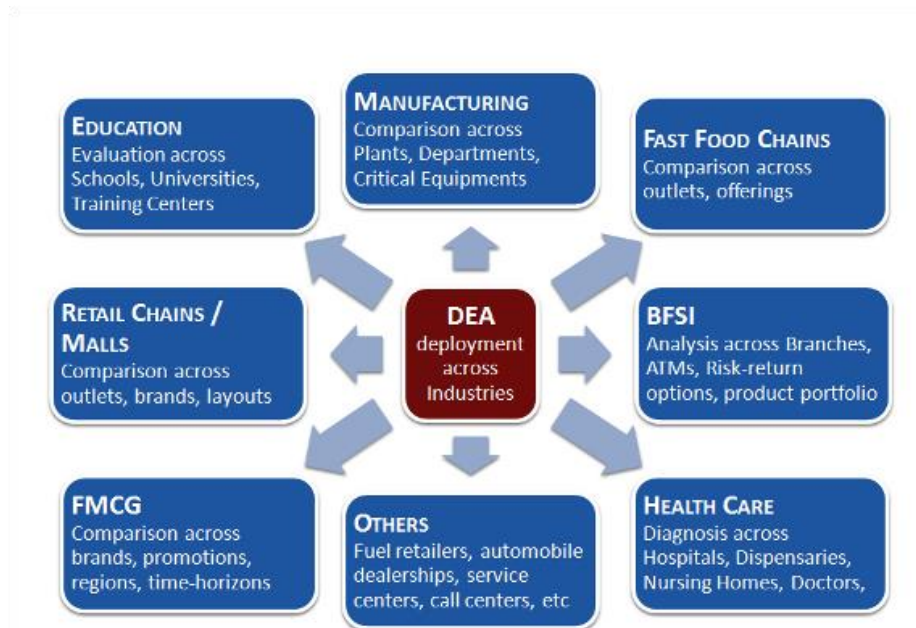 EDUCATION
Evaluation across
Schools, Universities,
Training Centers
MANUFACTURING
Comparison across
Plants, Departments,
Critical Equipments
FAST FOOD CHAINS
Comparison across
outlets, offerings
RETAIL CHAINS /
MALLS
Comparison across
outlets, brands, layouts
DEA
deployment
across
Industries
BFSI
Analysis across Branches,
ATMs, Risk-return
options, product portfolio
FMCG
Comparison across
brands, promotions,
regions, time-horizons
OTHERS
Fuel retailers, automobile
dealerships, service
centers, call centers, etc
HEALTH CARE
Diagnosis across
Hospitals, Dispensaries,
Nursing Homes, Doctors,